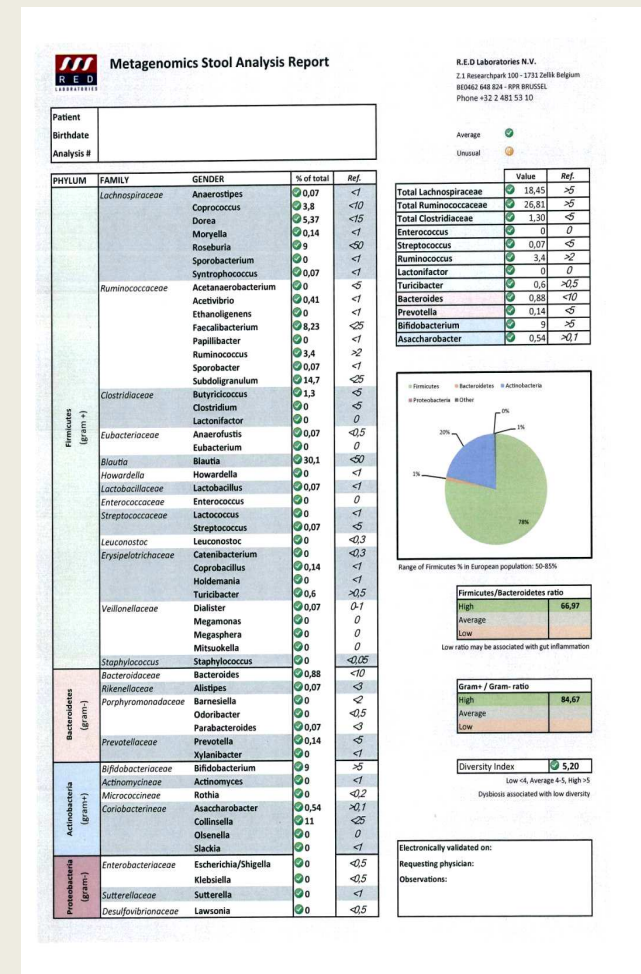 RED
LABORATORIES
Metagenomics Stool Analysis Report
R.E.D Laboratories N.V.
Z.1 Researchpark 100 - 1731 Zellik Belgium
BE0462 648 824 - RPR BRUSSEL
Phone +32 2 481 53 10
Patient
Birthdate
Analysis #
Average
Unusual
PHYLUM FAMILY GENDER % of total Ref.
Firmicutes (gram +)
Lachnospiraceae Anaerostipes 0,07 <1
Coprococcus 3,8 <10
Dorea 5,37 <15
Moryella 0,14 <1
Roseburia 9 <50
Sporobacterium 0 <1
Syntrophococcus 0,07 <1
Ruminococcaceae Acetanaerobacterium 0 <5
Acetivibrio 0,41 <1
Ethanoligenens 0 <1
Faecalibacterium 8,23 <25
Papillibacter 0 <1
Ruminococcus 3,4 >2
Sporobacter 0,07 <1
Subdoligranulum 14,7 <25
Clostridiaceae Butyricicoccus 1,3 <5
Clostridium 0 <5
Lactonifactor 0 0
Eubacteriaceae Anaerofustis 0,07 <0,5
Eubacterium 0 0
Blautia Blautia 30,1 <50
Howardella Howardella 0 <1
Lactobacillaceae Lactobacillus 0,07 <1
Enterococcaceae Enterococcus 0 0
Streptococcaceae Lactococcus 0 <1
Streptococcus 0,07 <5
Leuconostoc Leuconostoc 0 <0,3
Erysipelotrichaceae Catenibacterium 0 <0,3
Coprobacillus 0,14 <1
Holdemania 0 <1
Turicibacter 0,6 >0,5
Veillonellaceae Dialister 0,07 0-1
Megamonas 0 0
Megasphera 0 0
Mitsuokella 0 0
Staphylococcus Staphylococcus 0 <0,05
Bacteroidetes (gram-)
Bacteroidaceae Bacteroides 0,88 <10
Rikenellaceae Alistipes 0,07 <3
Porphyromonadaceae Barnesiella 0 <2
Odoribacter 0 <0,5
Parabacteroides 0,07 <3
Prevotellaceae Prevotella 0,14 <5
Xylanibacter 0 <1
Actinobacteria (gram+)
Bifidobacteriaceae Bifidobacterium 9 >5
Actinomycineae Actinomyces 0 <1
Micrococcineae Rothia 0 <0,2
Coriobacterineae Asaccharobacter 0,54 >0,1
Collinsella 11 <25
Olsenella 0 0
Slackia 0 <1
Proteobacteria (gram-)
Enterobacteriaceae Escherichia/Shigella 0 <0,5
Klebsiella 0 <0,5
Sutterellaceae Sutterella 0 <1
Desulfovibrionaceae Lawsonia 0 <0,5
Value Ref.
Total Lachnospiraceae 18,45 >5
Total Ruminococcaceae 26,81 >5
Total Clostridiaceae 1,30 <5
Enterococcus 0 0
Streptococcus 0,07 <5
Ruminococcus 3,4 >2
Lactonifactor 0 0
Turicibacter 0,6 >0,5
Bacteroides 0,88 <10
Prevotella 0,14 <5
Bifidobacterium 9 >5
Asaccharobacter 0,54 >0,1
Firmicutes Bacteroidetes Actinobacteria
Proteobacteria Other
0%
1%
20%
1%
78%
Range of Firmicutes % in European population: 50-85%
Firmicutes/Bacteroidetes ratio
High 66,97
Average
Low
Low ratio may be associated with gut inflammation
Gram+ / Gram- ratio
High 84,67
Average
Low
Diversity Index 5,20
Low <4, Average 4-5, High >5
Dysbiosis associated with low diversity
Electronically validated on:
Requesting physician:
Observations: